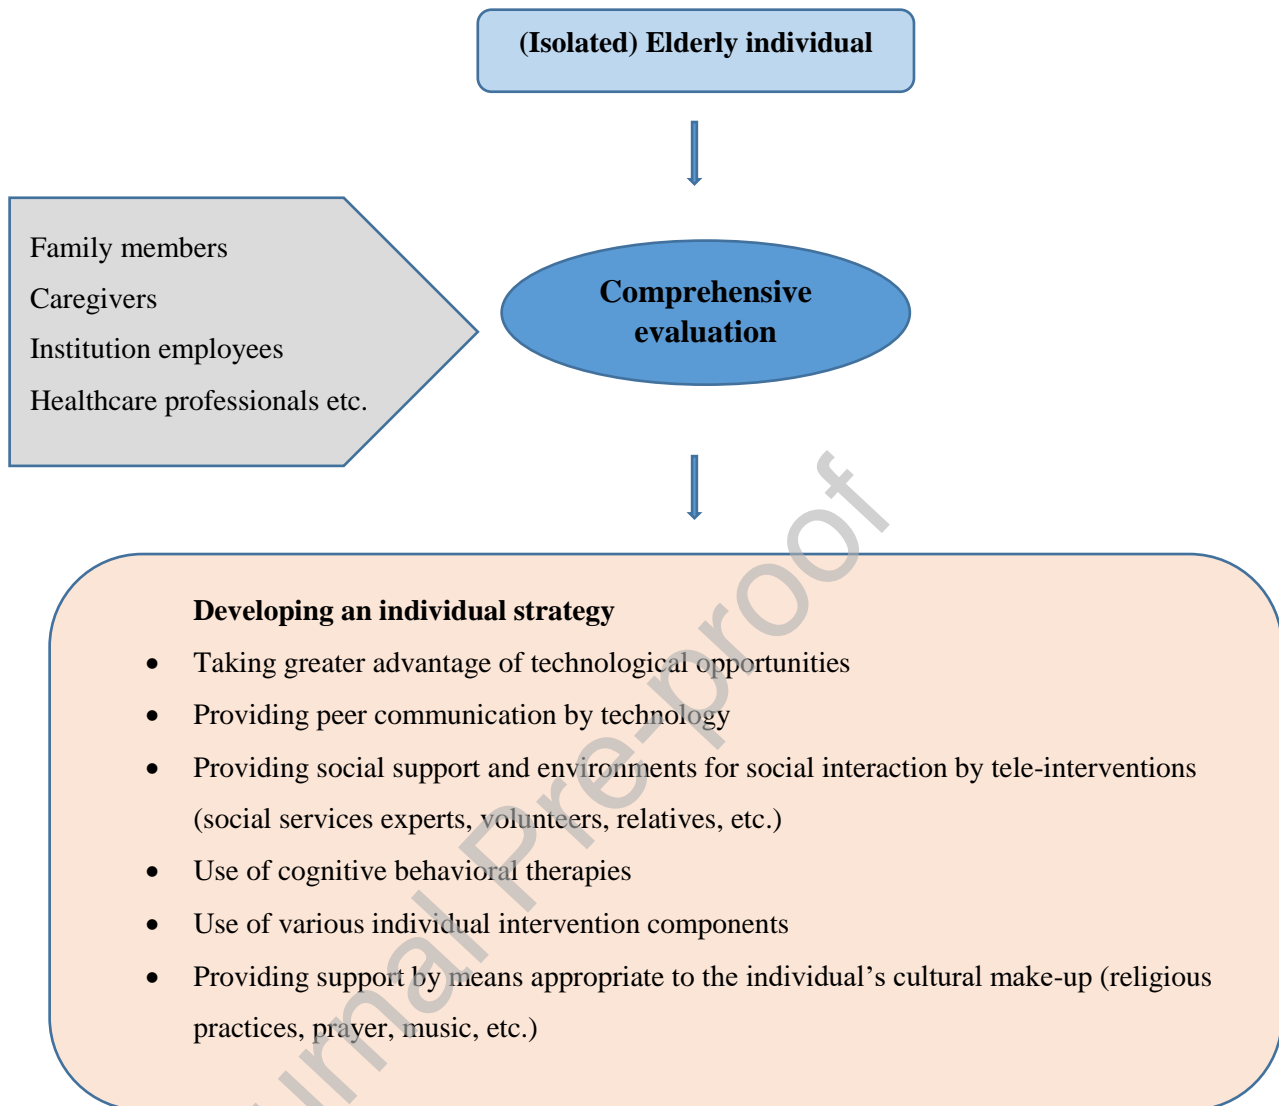 (Isolated) Elderly individual
Family members
Caregivers
Institution employees
Healthcare professionals etc.
Comprehensive
evaluation
Developing an individual strategy
• Taking greater advantage of technological opportunities
• Providing peer communication by technology
• Providing social support and environments for social interaction by tele-interventions
(social services experts, volunteers, relatives, etc.)
• Use of cognitive behavioral therapies
• Use of various individual intervention components
• Providing support by means appropriate to the individual’s cultural make-up (religious
practices, prayer, music, etc.)
urnal Pre-proof